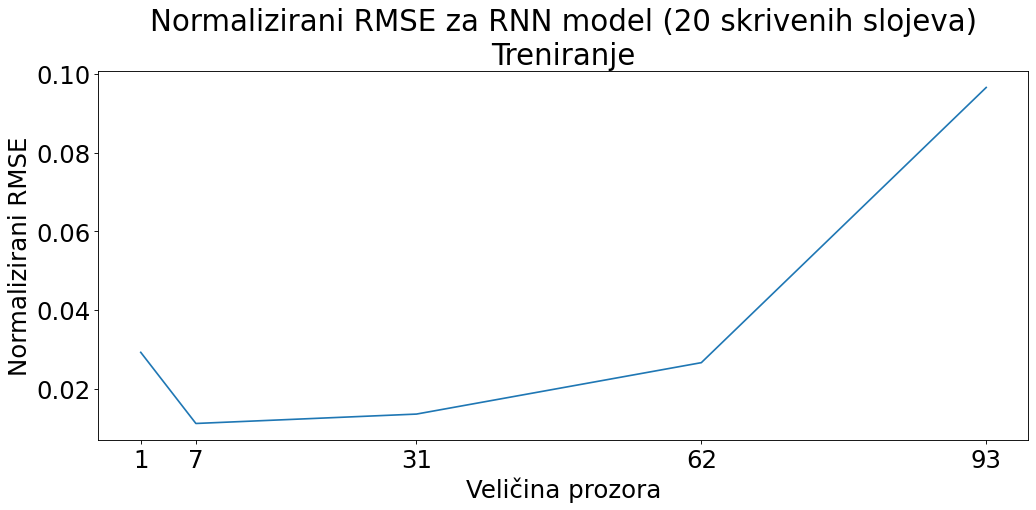 Normalizirani RMSE za RNN model (20 skrivenih slojeva)
Treniranje
Normalizirani RMSE
0.10
0.08
0.06
0.04
0.02
1 7 31 62 93
Veličina prozora